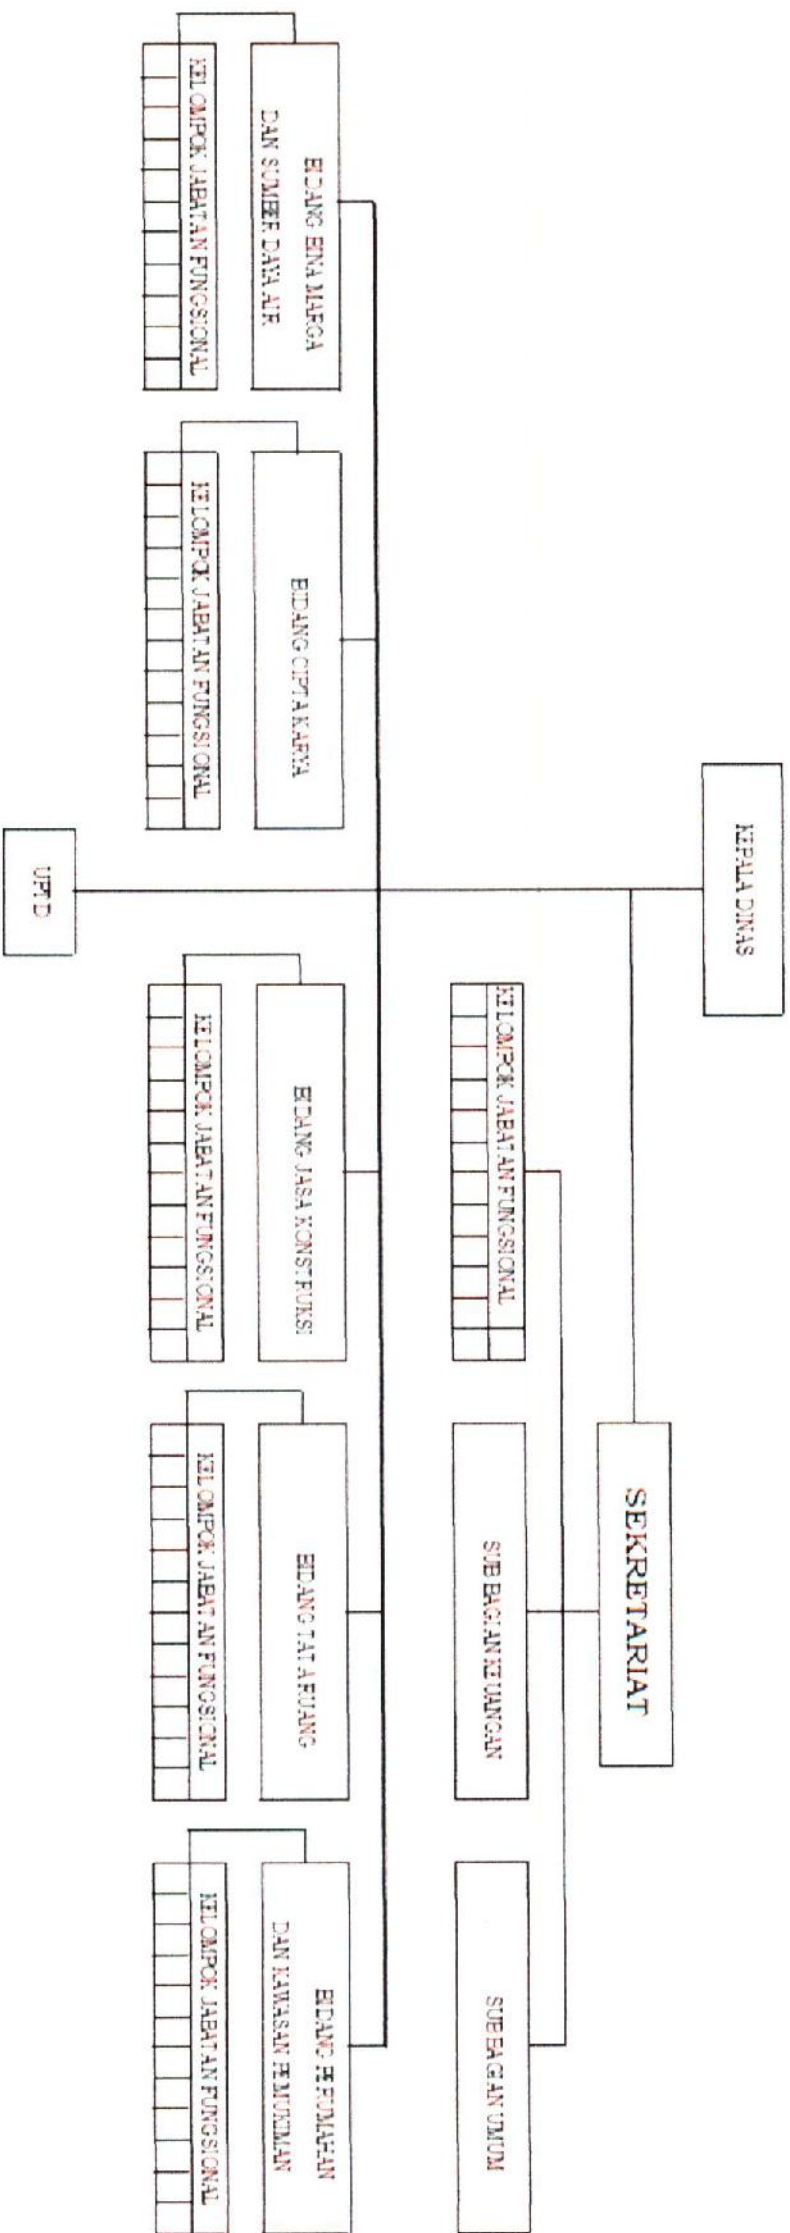 KEPALA DINAS
SEKRETARIAT
KELOMPOK JABATAN FUNGSIONAL
SUB BAGIAN KEUANGAN
SUB BAGIAN UMUM
BIDANG BINA MARGA
DAN SUMBER DAYA AIR
BIDANG CIPTA KARYA
BIDANG JASA KONSTRUKSI
BIDANG TATA RUANG
BIDANG PERUMAHAN
DAN KAWASAN PEMUKIMAN
KELOMPOK JABATAN FUNGSIONAL
KELOMPOK JABATAN FUNGSIONAL
KELOMPOK JABATAN FUNGSIONAL
KELOMPOK JABATAN FUNGSIONAL
KELOMPOK JABATAN FUNGSIONAL
UPTD